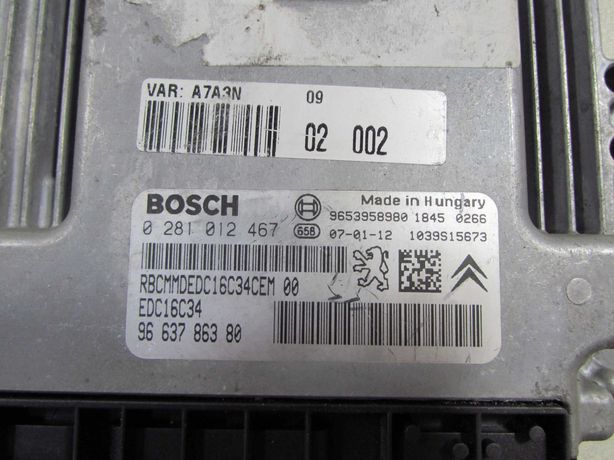 VAR: A7A3N 09
02 002
BOSCH
Made in Hungary
9653958980 1845 0266
0 281 012 467 G5B 07-01-12 1039S15673
RBCMMDEDC16C34CEM 00
EDC16C34
96 637 863 80